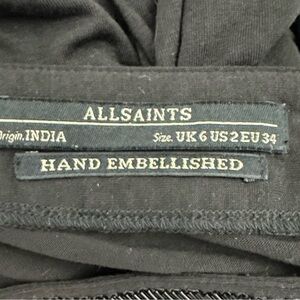 ALLSAINTS
Origin. INDIA Size. UK 6 US 2 EU 34
HAND EMBELLISHED